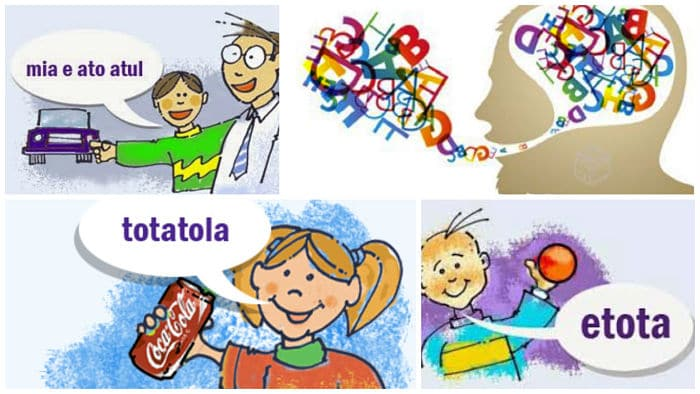 mia e ato atul
totatola
Coca-Cola
etota